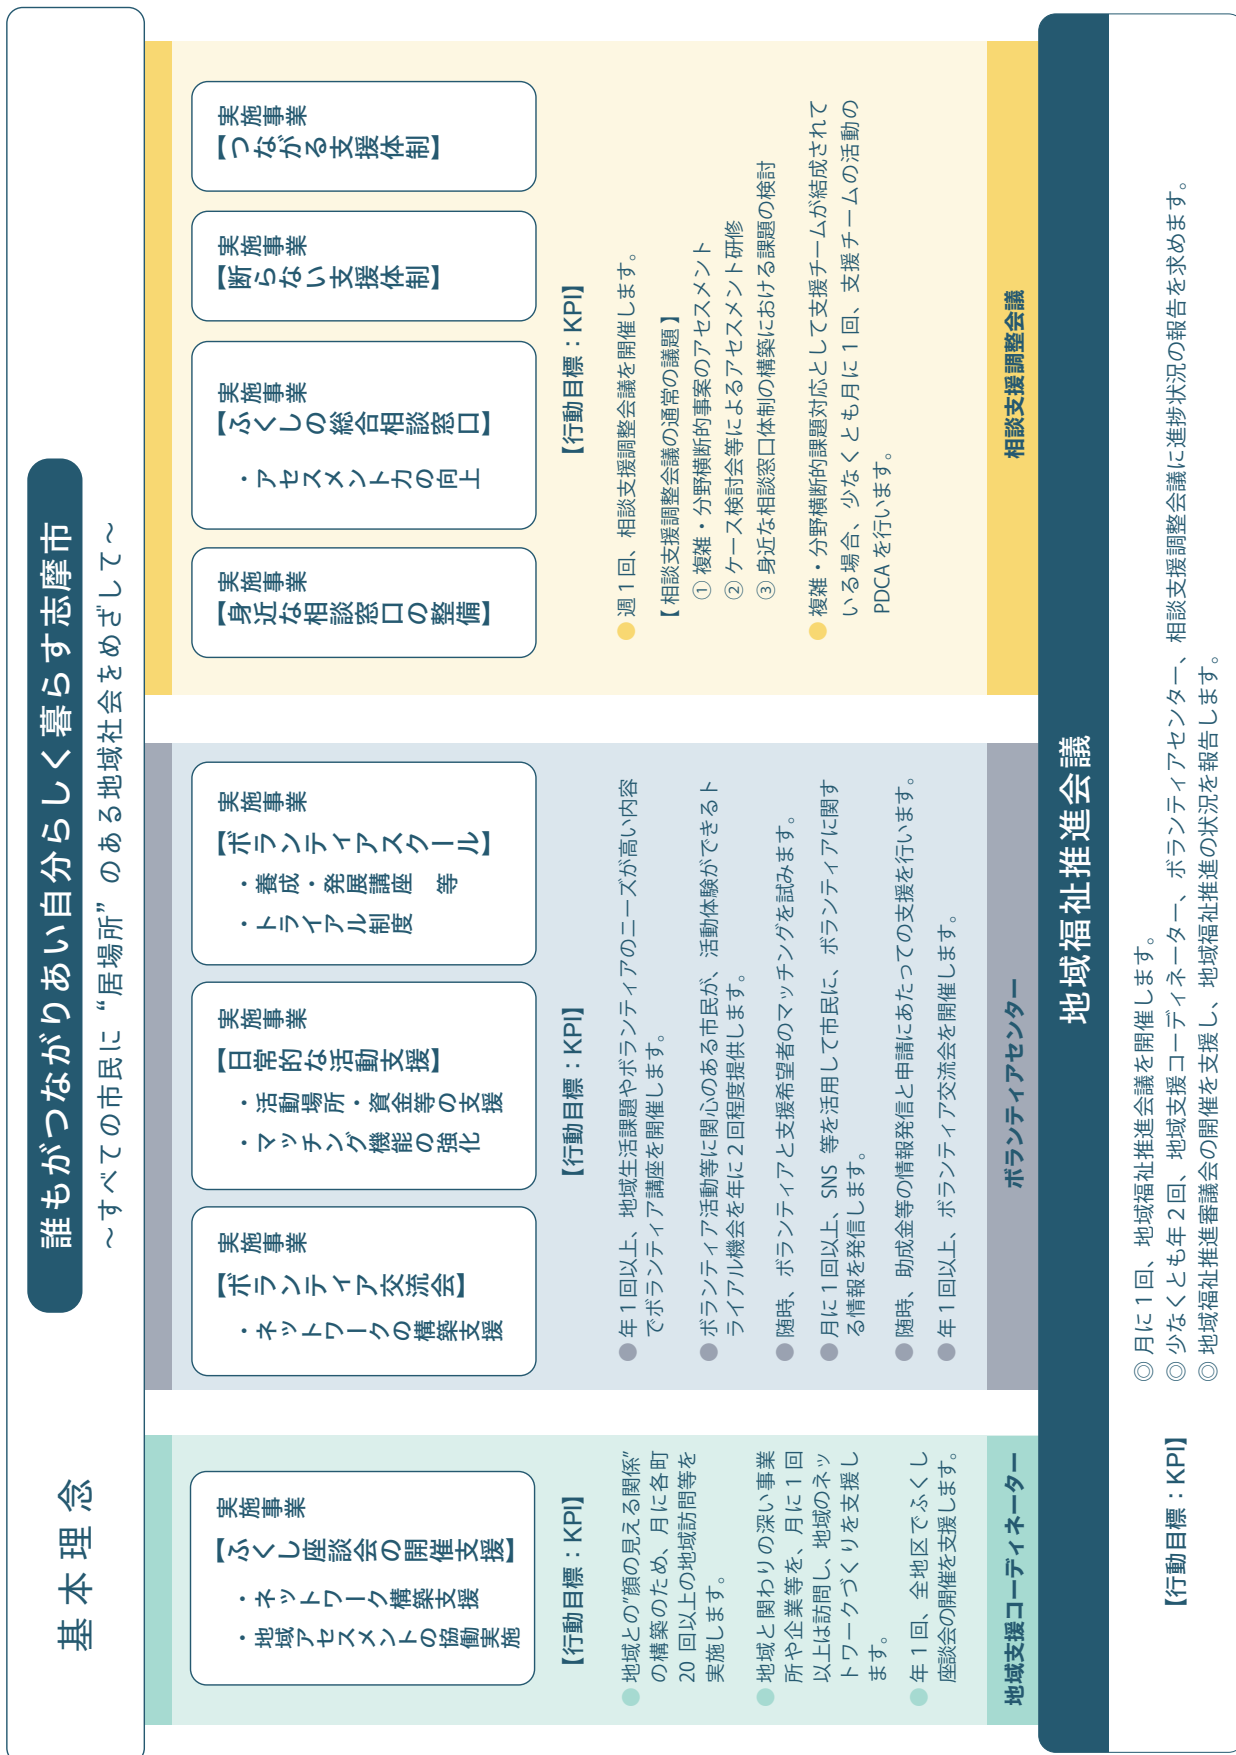 基本理念
誰もがつながりあい自分らしく暮らす志摩市
～すべての市民に“居場所”のある地域社会をめざして～
実施事業
【ふくし座談会の開催支援】
・ネットワーク構築支援
・地域アセスメントの協働実施
【行動目標：KPI】
●地域との”顔の見える関係”
の構築のため、月に各町
20 回以上の地域訪問等を
実施します。
●地域と関わりの深い事業
所や企業等を、月に１回
以上は訪問し、地域のネッ
トワークづくりを支援し
ます。
●年１回、全地区でふくし
座談会の開催を支援します。
地域支援コーディネーター
実施事業
【ボランティア交流会】
・ネットワークの構築支援
実施事業
【日常的な活動支援】
・活動場所・資金等の支援
・マッチング機能の強化
実施事業
【ボランティアスクール】
・養成・発展講座　等
・トライアル制度
【行動目標：KPI】
●年１回以上、地域生活課題やボランティアのニーズが高い内容
でボランティア講座を開催します。
●ボランティア活動等に関心のある市民が、活動体験ができるト
ライアル機会を年に２回程度提供します。
●随時、ボランティアと支援希望者のマッチングを試みます。
●月に１回以上、SNS 等を活用して市民に、ボランティアに関す
る情報を発信します。
●随時、助成金等の情報発信と申請にあたっての支援を行います。
●年１回以上、ボランティア交流会を開催します。
ボランティアセンター
実施事業
【身近な相談窓口の整備】
実施事業
【ふくしの総合相談窓口】
・アセスメント力の向上
実施事業
【断らない支援体制】
実施事業
【つながる支援体制】
【行動目標：KPI】
●週１回、相談支援調整会議を開催します。
【相談支援調整会議の通常の議題】
① 複雑・分野横断的事案のアセスメント
② ケース検討会等によるアセスメント研修
③ 身近な相談窓口体制の構築における課題の検討
●複雑・分野横断的課題対応として支援チームが結成されて
いる場合、少なくとも月に１回、支援チームの活動の
PDCA を行います。
相談支援調整会議
地域福祉推進会議
【行動目標：KPI】
◎月に１回、地域福祉推進会議を開催します。
◎少なくとも年２回、地域支援コーディネーター、ボランティアセンター、相談支援調整会議に進捗状況の報告を求めます。
◎地域福祉推進審議会の開催を支援し、地域福祉推進の状況を報告します。